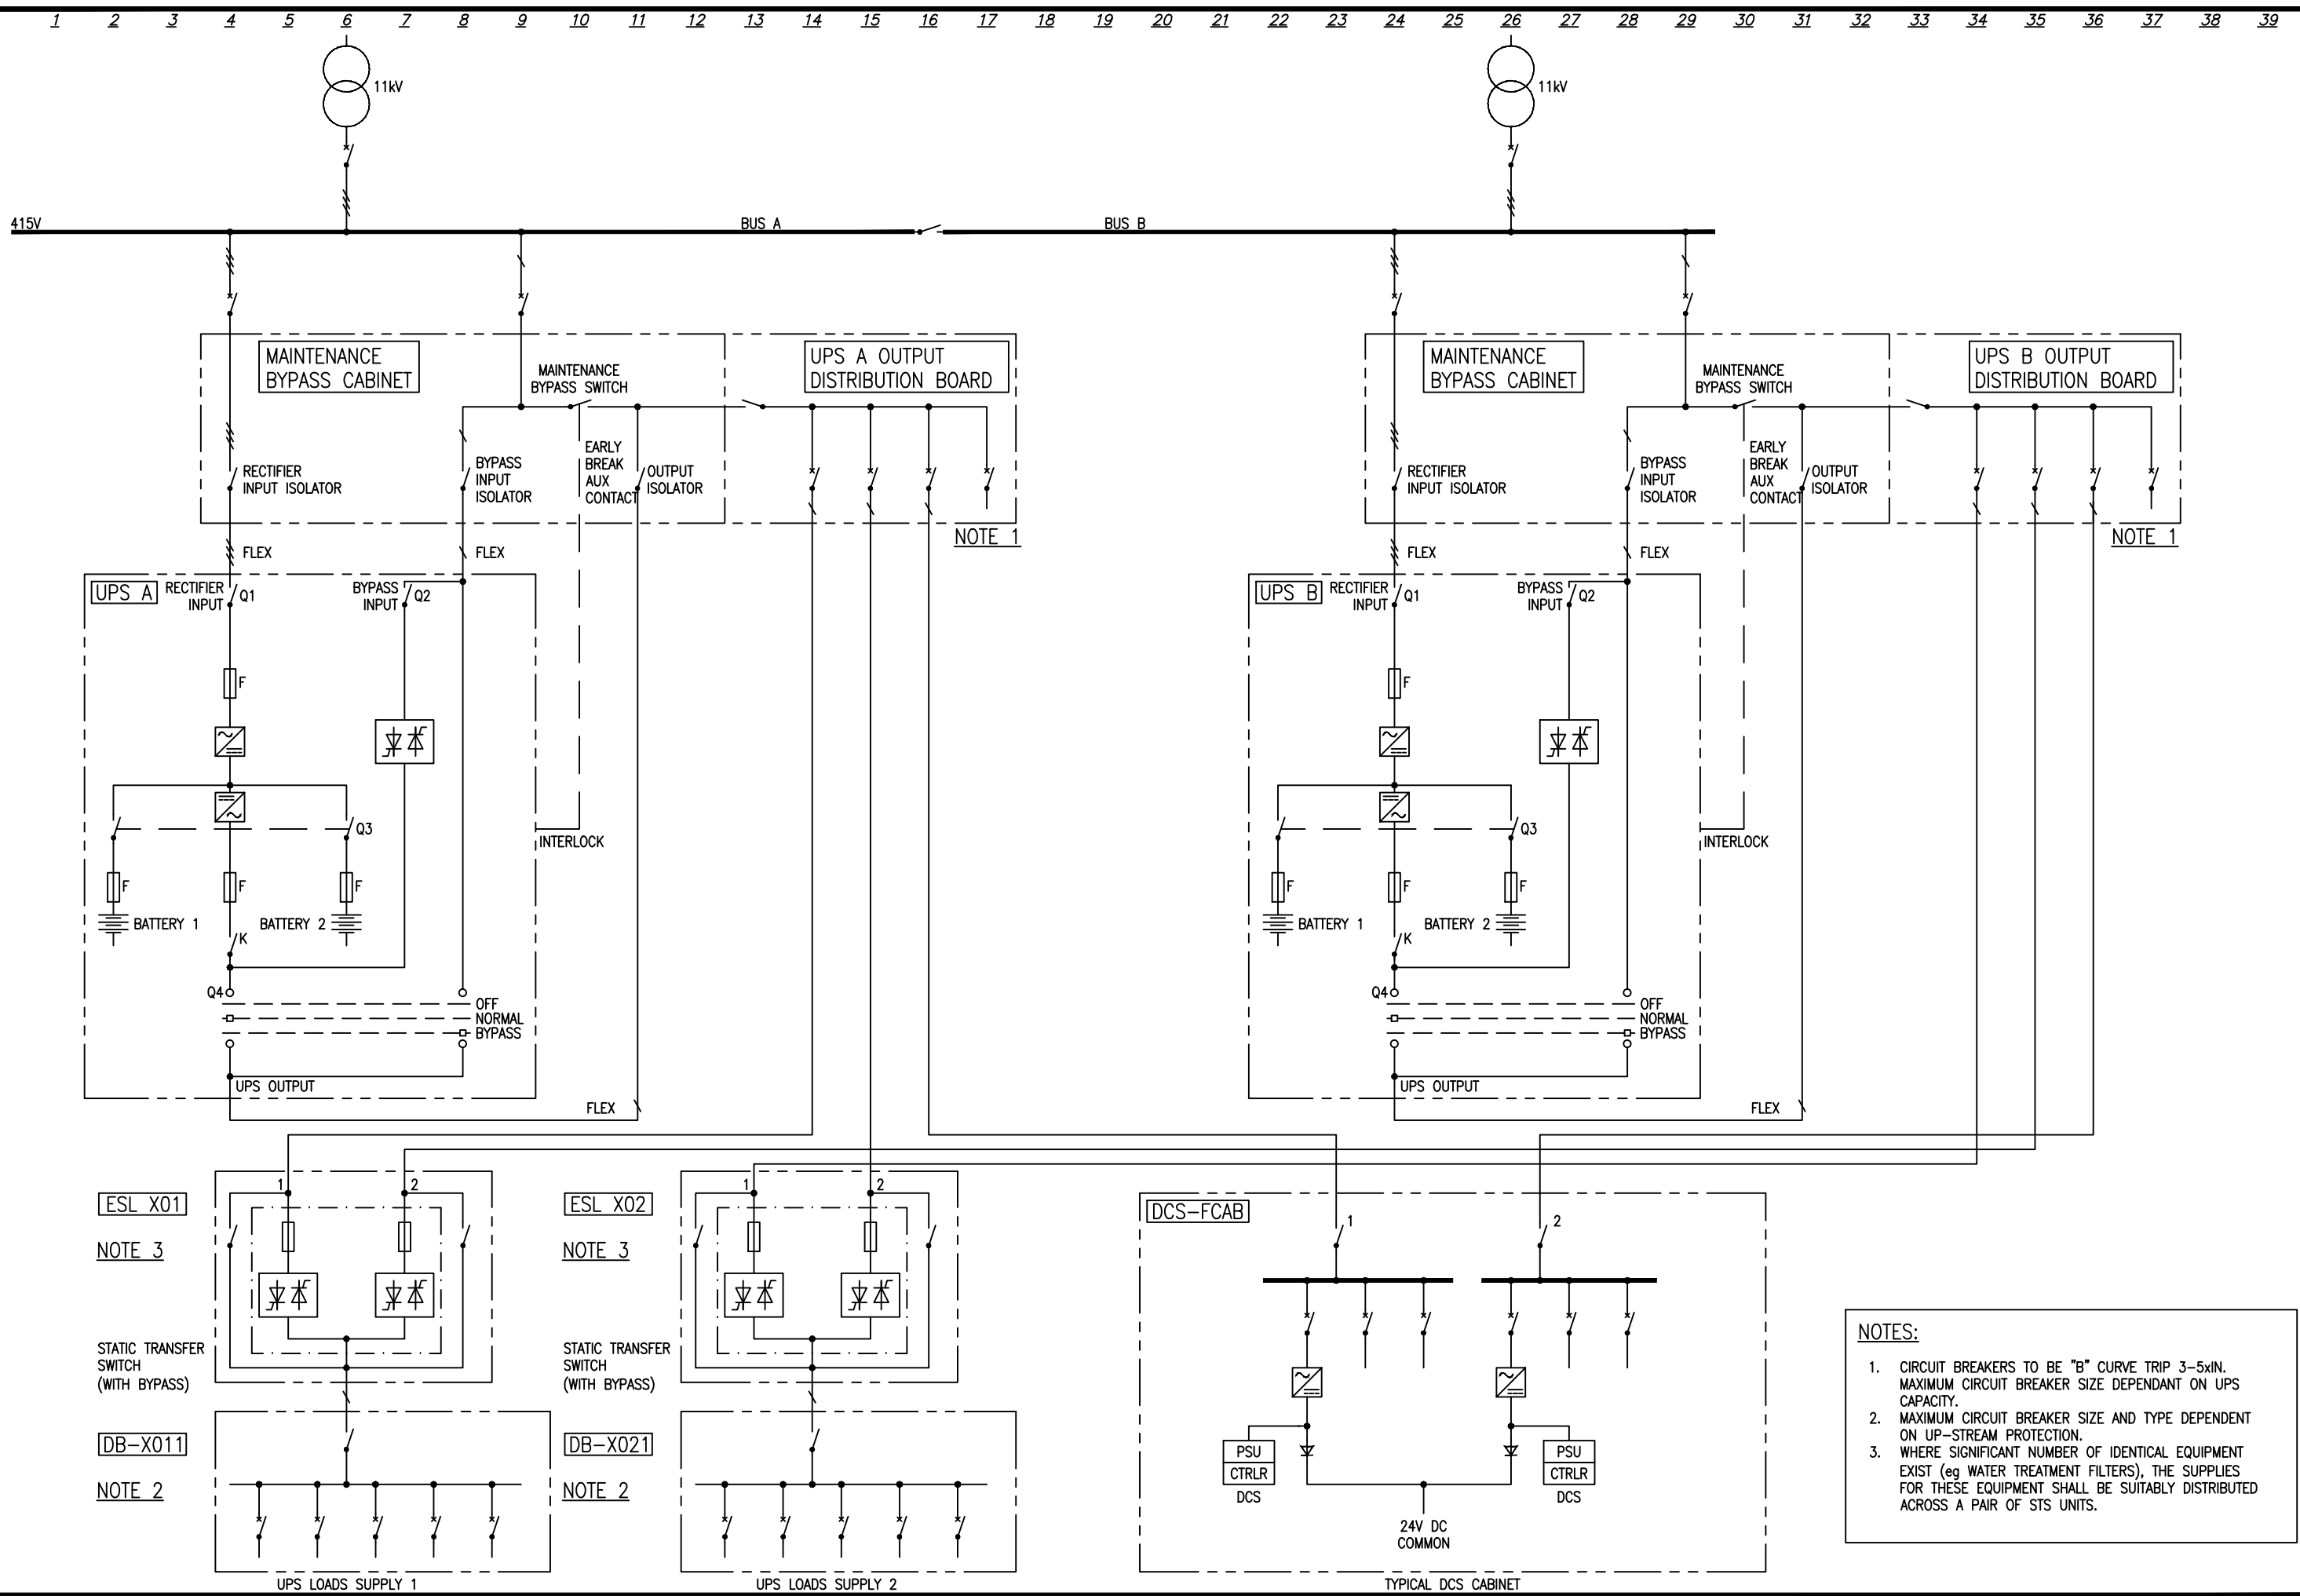 1 2 3 4 5 6 7 8 9 10 11 12 13 14 15 16 17 18 19 20 21 22 23 24 25 26 27 28 29 30 31 32 33 34 35 36 37 38 39
11kV
11kV
415V
BUS A
BUS B
MAINTENANCE
BYPASS CABINET
MAINTENANCE
BYPASS SWITCH
UPS A OUTPUT
DISTRIBUTION BOARD
RECTIFIER
INPUT ISOLATOR
BYPASS
INPUT
ISOLATOR
EARLY
BREAK
AUX
CONTACT
OUTPUT
ISOLATOR
NOTE 1
FLEX
FLEX
UPS A
RECTIFIER
INPUT
Q1
BYPASS
INPUT
Q2
F
Q3
INTERLOCK
F
F
F
BATTERY 1
BATTERY 2
K
Q4
OFF
NORMAL
BYPASS
UPS OUTPUT
FLEX
MAINTENANCE
BYPASS CABINET
MAINTENANCE
BYPASS SWITCH
UPS B OUTPUT
DISTRIBUTION BOARD
RECTIFIER
INPUT ISOLATOR
BYPASS
INPUT
ISOLATOR
EARLY
BREAK
AUX
CONTACT
OUTPUT
ISOLATOR
NOTE 1
FLEX
FLEX
UPS B
RECTIFIER
INPUT
Q1
BYPASS
INPUT
Q2
F
Q3
INTERLOCK
F
F
F
BATTERY 1
BATTERY 2
K
Q4
OFF
NORMAL
BYPASS
UPS OUTPUT
FLEX
ESL X01
1
2
NOTE 3
STATIC TRANSFER
SWITCH
(WITH BYPASS)
DB-X011
NOTE 2
UPS LOADS SUPPLY 1
ESL X02
1
2
NOTE 3
STATIC TRANSFER
SWITCH
(WITH BYPASS)
DB-X021
NOTE 2
UPS LOADS SUPPLY 2
DCS-FCAB
1
2
PSU
CTRLR
DCS
PSU
CTRLR
DCS
24V DC
COMMON
TYPICAL DCS CABINET
NOTES:
1. CIRCUIT BREAKERS TO BE "B" CURVE TRIP 3-5xIN.
MAXIMUM CIRCUIT BREAKER SIZE DEPENDANT ON UPS
CAPACITY.
2. MAXIMUM CIRCUIT BREAKER SIZE AND TYPE DEPENDENT
ON UP-STREAM PROTECTION.
3. WHERE SIGNIFICANT NUMBER OF IDENTICAL EQUIPMENT
EXIST (eg WATER TREATMENT FILTERS), THE SUPPLIES
FOR THESE EQUIPMENT SHALL BE SUITABLY DISTRIBUTED
ACROSS A PAIR OF STS UNITS.